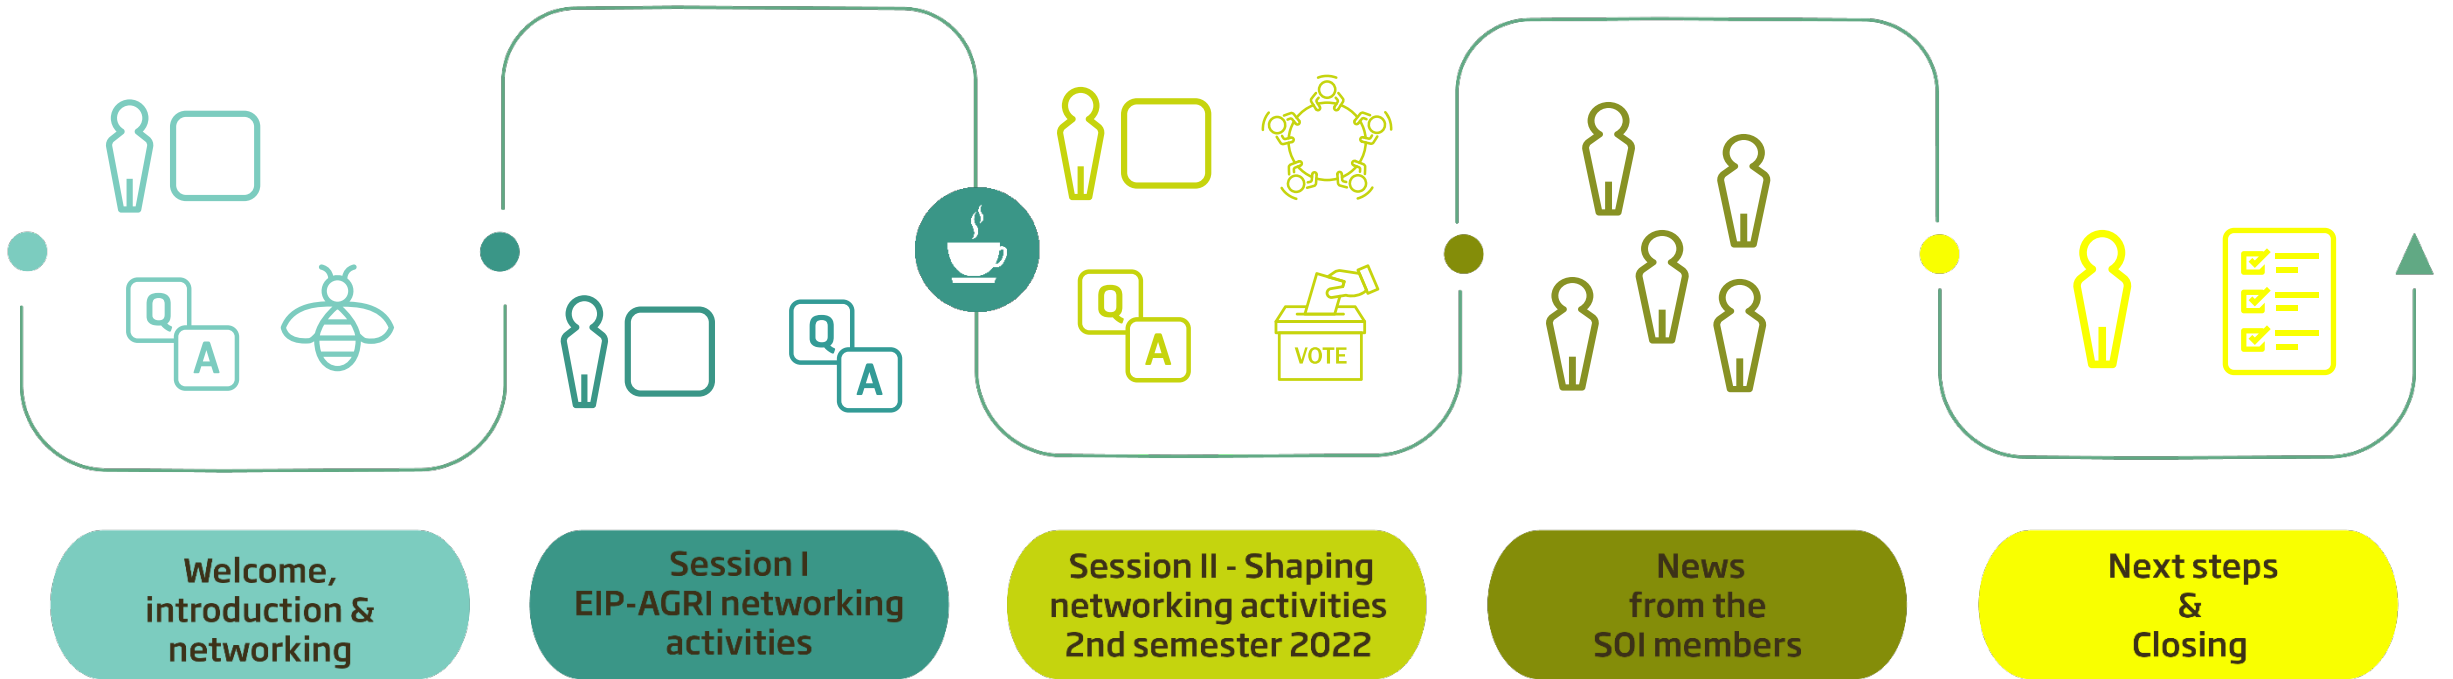 Q
A
Q
A
Q
A
VOTE
Welcome,
introduction &
networking
Session I
EIP-AGRI networking
activities
Session II - Shaping
networking activities
2nd semester 2022
News
from the
SOI members
Next steps
&
Closing